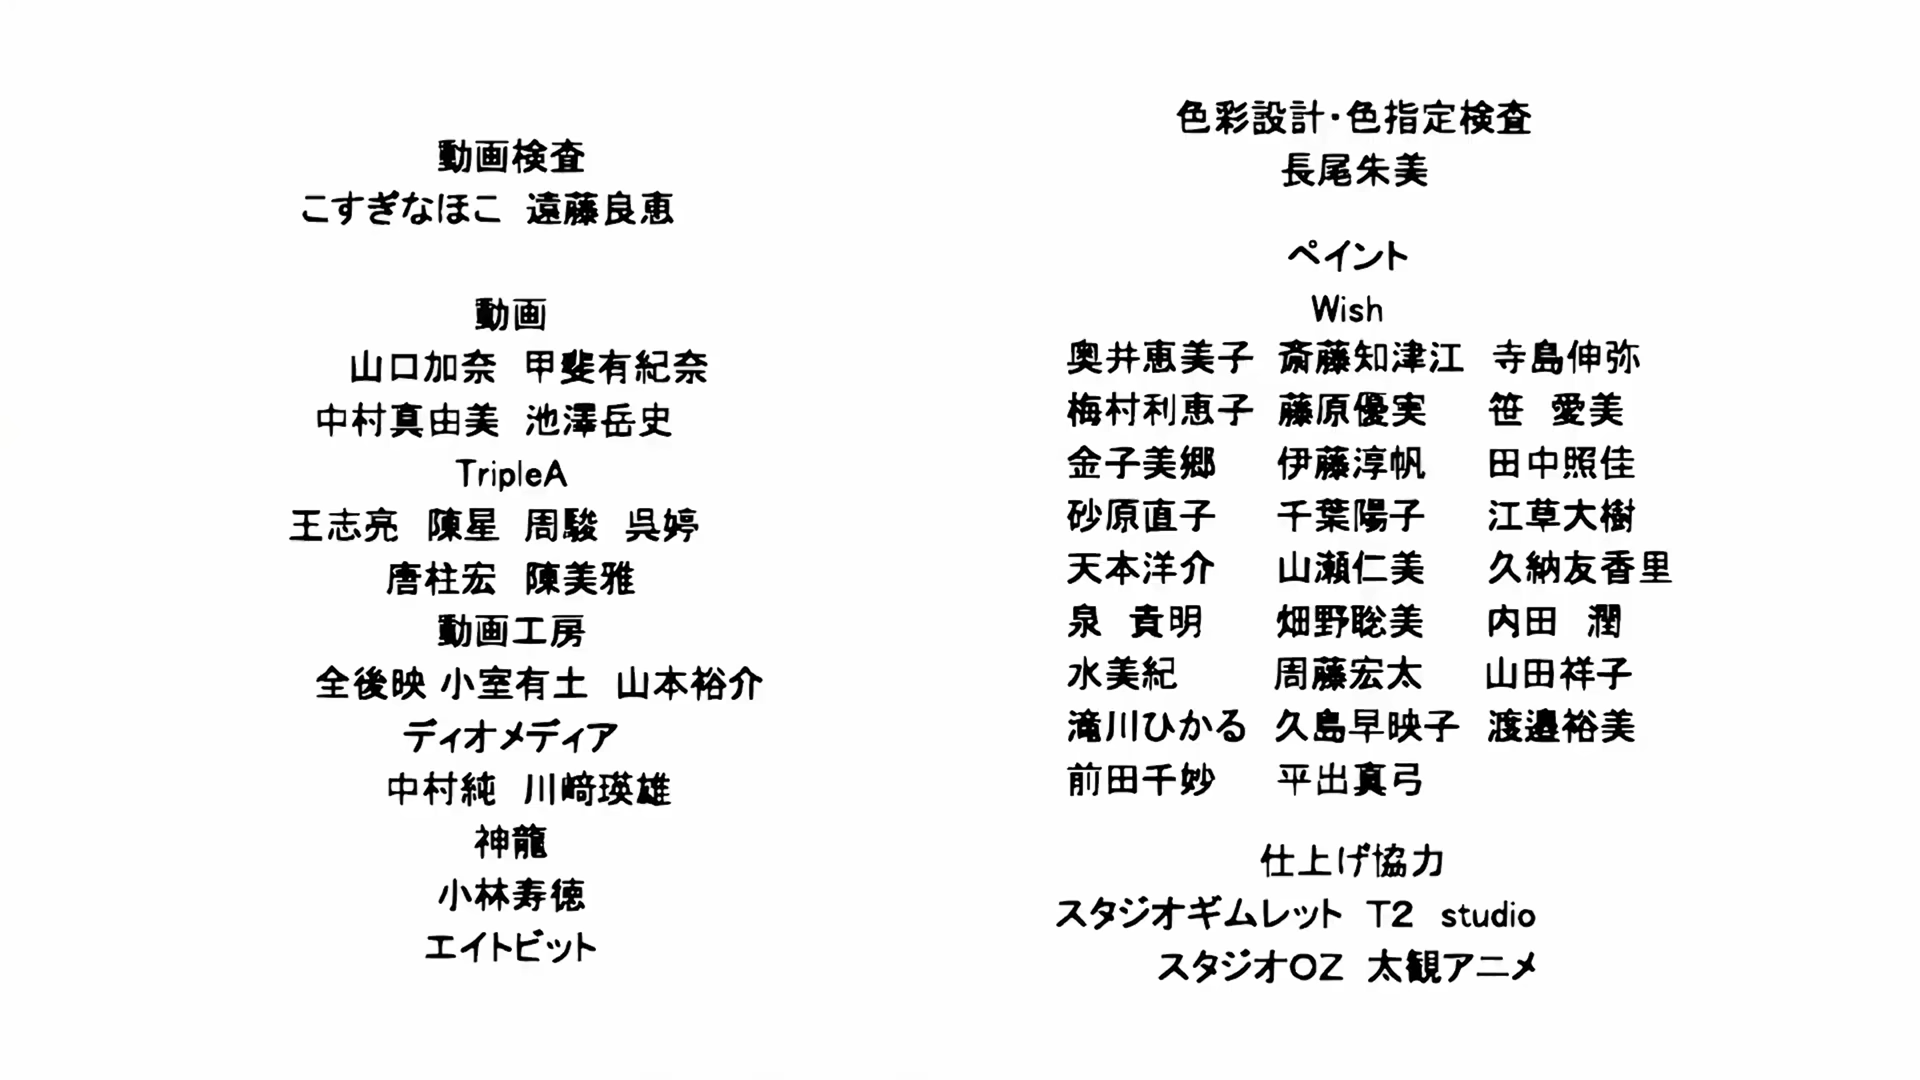 動画検査
こすぎなほこ 遠藤良恵
動画
山口加奈 甲斐有紀奈
中村真由美 池澤岳史
TripleA
王志亮 陳星 周駿 呉婷
唐柱宏 陳美雅
動画工房
全後映 小室有土 山本裕介
ディオメディア
中村純 川﨑瑛雄
神龍
小林寿徳
エイトビット
色彩設計・色指定検査
長尾朱美
ペイント
Wish
奥井恵美子 斎藤知津江 寺島伸弥
梅村利恵子 藤原優実 笹 愛美
金子美郷 伊藤淳帆 田中照佳
砂原直子 千葉陽子 江草大樹
天本洋介 山瀬仁美 久納友香里
泉 貴明 畑野聡美 内田 潤
水美紀 周藤宏太 山田祥子
滝川ひかる 久島早映子 渡邉裕美
前田千妙 平出真弓
仕上げ協力
スタジオギムレット T2 studio
スタジオOZ 太観アニメ